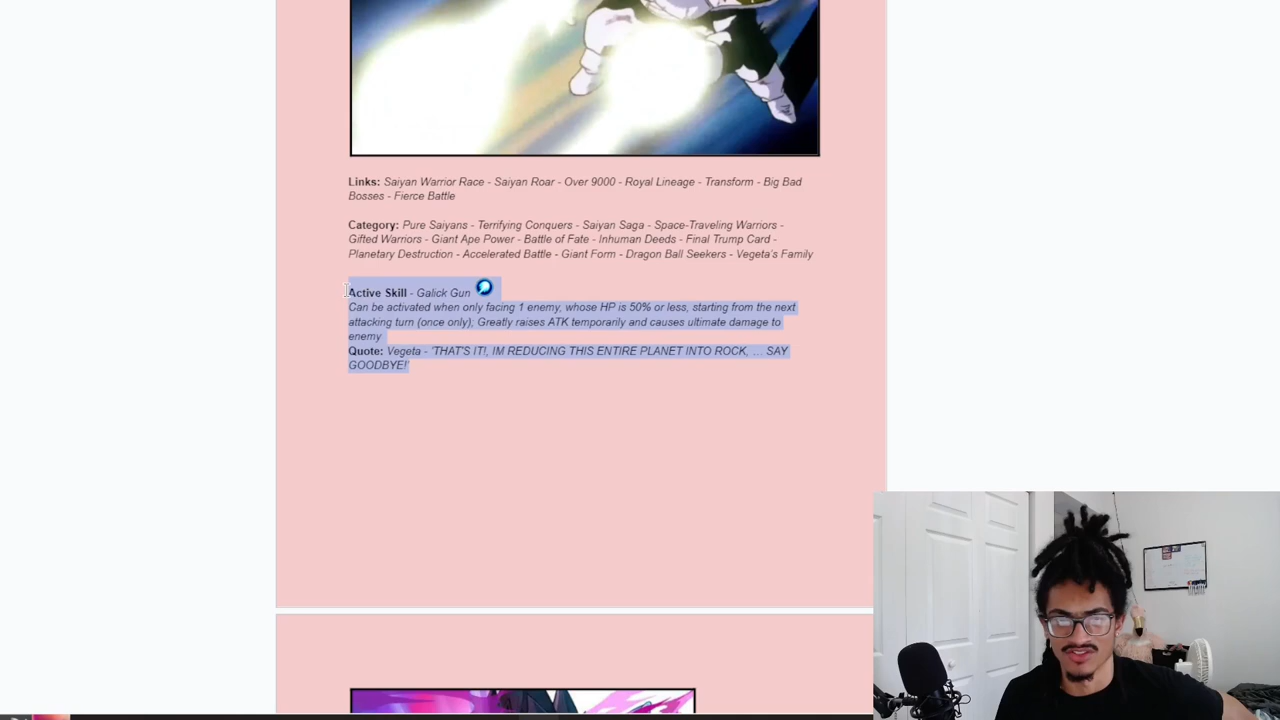 Links: Saiyan Warrior Race - Saiyan Roar - Over 9000 - Royal Lineage - Transform - Big Bad
Bosses - Fierce Battle
Category: Pure Saiyans - Terrifying Conquers - Saiyan Saga - Space-Traveling Warriors -
Gifted Warriors - Giant Ape Power - Battle of Fate - Inhuman Deeds - Final Trump Card -
Planetary Destruction - Accelerated Battle - Giant Form - Dragon Ball Seekers - Vegeta's Family
Active Skill - Galick Gun
Can be activated when only facing 1 enemy, whose HP is 50% or less, starting from the next
attacking turn (once only); Greatly raises ATK temporarily and causes ultimate damage to
enemy
Quote: Vegeta - 'THAT'S IT!, IM REDUCING THIS ENTIRE PLANET INTO ROCK, … SAY
GOODBYE!'